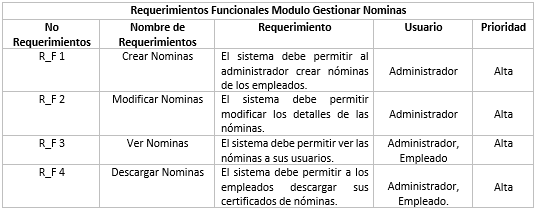 Requerimientos Funcionales Modulo Gestionar Nominas
No Requerimientos
Nombre de Requerimientos
Requerimiento
Usuario
Prioridad
R_F 1
Crear Nominas
El sistema debe permitir al
administrador crear nóminas
de los empleados.
Administrador
Alta
R_F 2
Modificar Nominas
El sistema debe permitir
modificar los detalles de las
nóminas.
Administrador
Alta
R_F 3
Ver Nominas
El sistema debe permitir ver las
nóminas a sus usuarios.
Administrador,
Empleado
Alta
R_F 4
Descargar Nominas
El sistema debe permitir a los
empleados descargar sus
certificados de nóminas.
Administrador,
Empleado.
Alta